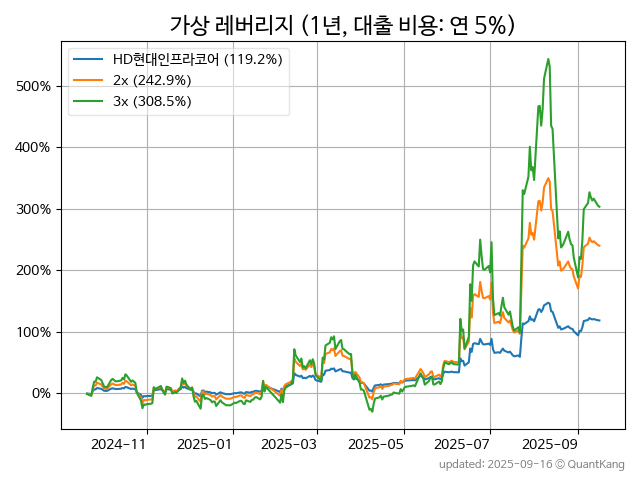 가상 레버리지 (1년, 대출 비용: 연 5%)
HD현대인프라코어 (119.2%)
2x (242.9%)
3x (308.5%)
500%
400%
300%
200%
100%
0%
2024-11 2025-01 2025-03 2025-05 2025-07 2025-09
updated: 2025-09-16 © QuantKang